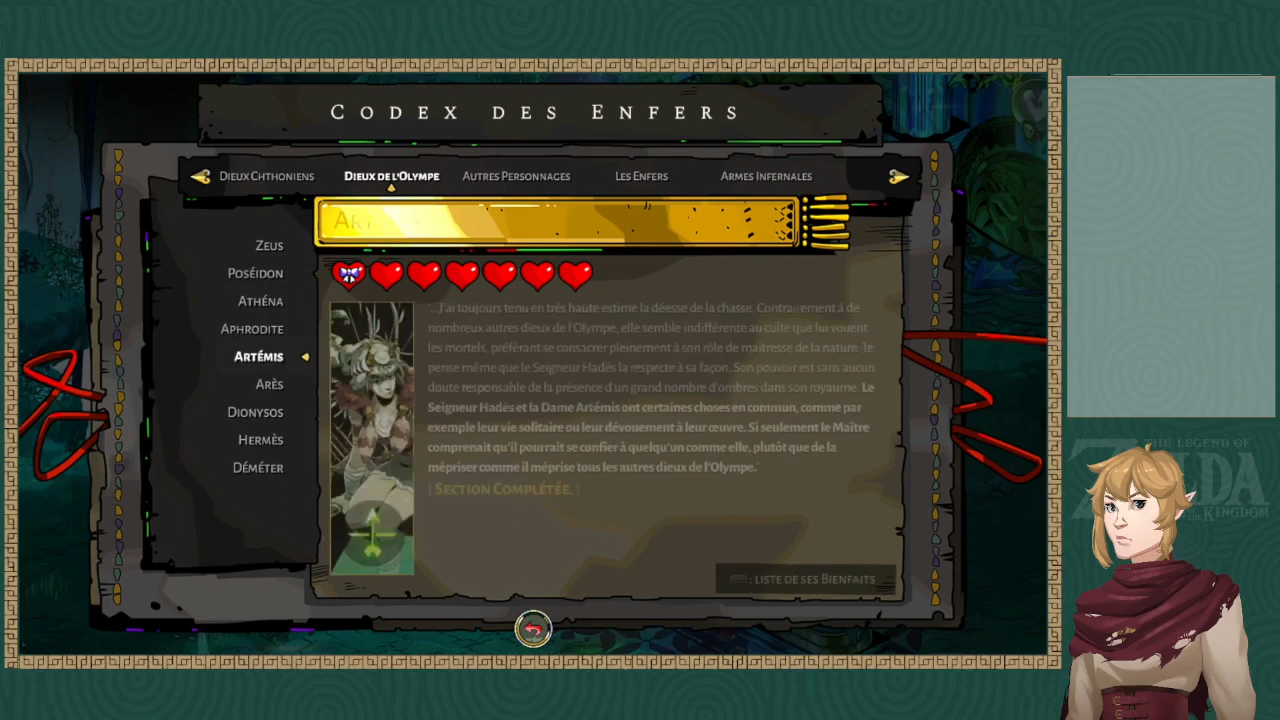 Codex des Enfers
Dieux Chthoniens
Dieux de l'Olympe
Autres Personnages
Les Enfers
Armes Infernales
Zeus
Poséidon
Athéna
Aphrodite
Artémis
Arès
Dionysos
Hermès
Déméter
"...J'ai toujours tenu en très haute estime la déesse de la chasse. Contrairement à de
nombreux autres dieux de l'Olympe, elle semble indifférente au culte que lui vouent
les mortels, préférant se consacrer pleinement à son rôle de maîtresse de la nature. Je
pense même que le Seigneur Hadès la respecte à sa façon. Son pouvoir est sans aucun
doute responsable de la présence d'un grand nombre d'ombres dans son royaume. Le
Seigneur Hadès et la Dame Artémis ont certaines choses en commun, comme par
exemple leur vie solitaire ou leur dévouement à leur œuvre. Si seulement le Maître
comprenait qu'il pourrait se confier à quelqu'un comme elle, plutôt que de la
mépriser comme il méprise tous les autres dieux de l'Olympe."
[ Section Complétée. ]
: liste de ses Bienfaits
The Legend of
Zelda
Kingdom